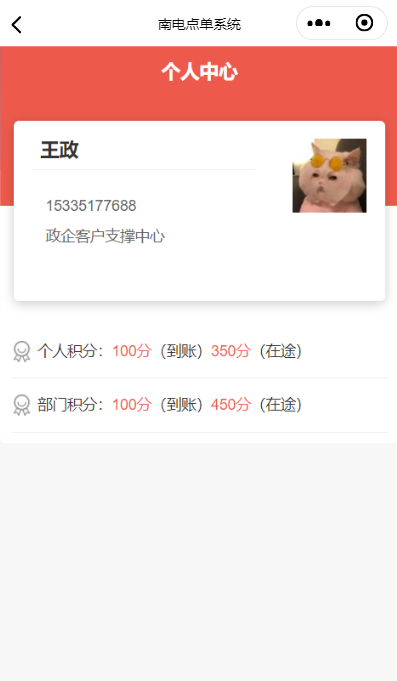 南电点单系统
个人中心
王政
15335177688
政企客户支撑中心
个人积分：100分（到账）350分（在途）
部门积分：100分（到账）450分（在途）